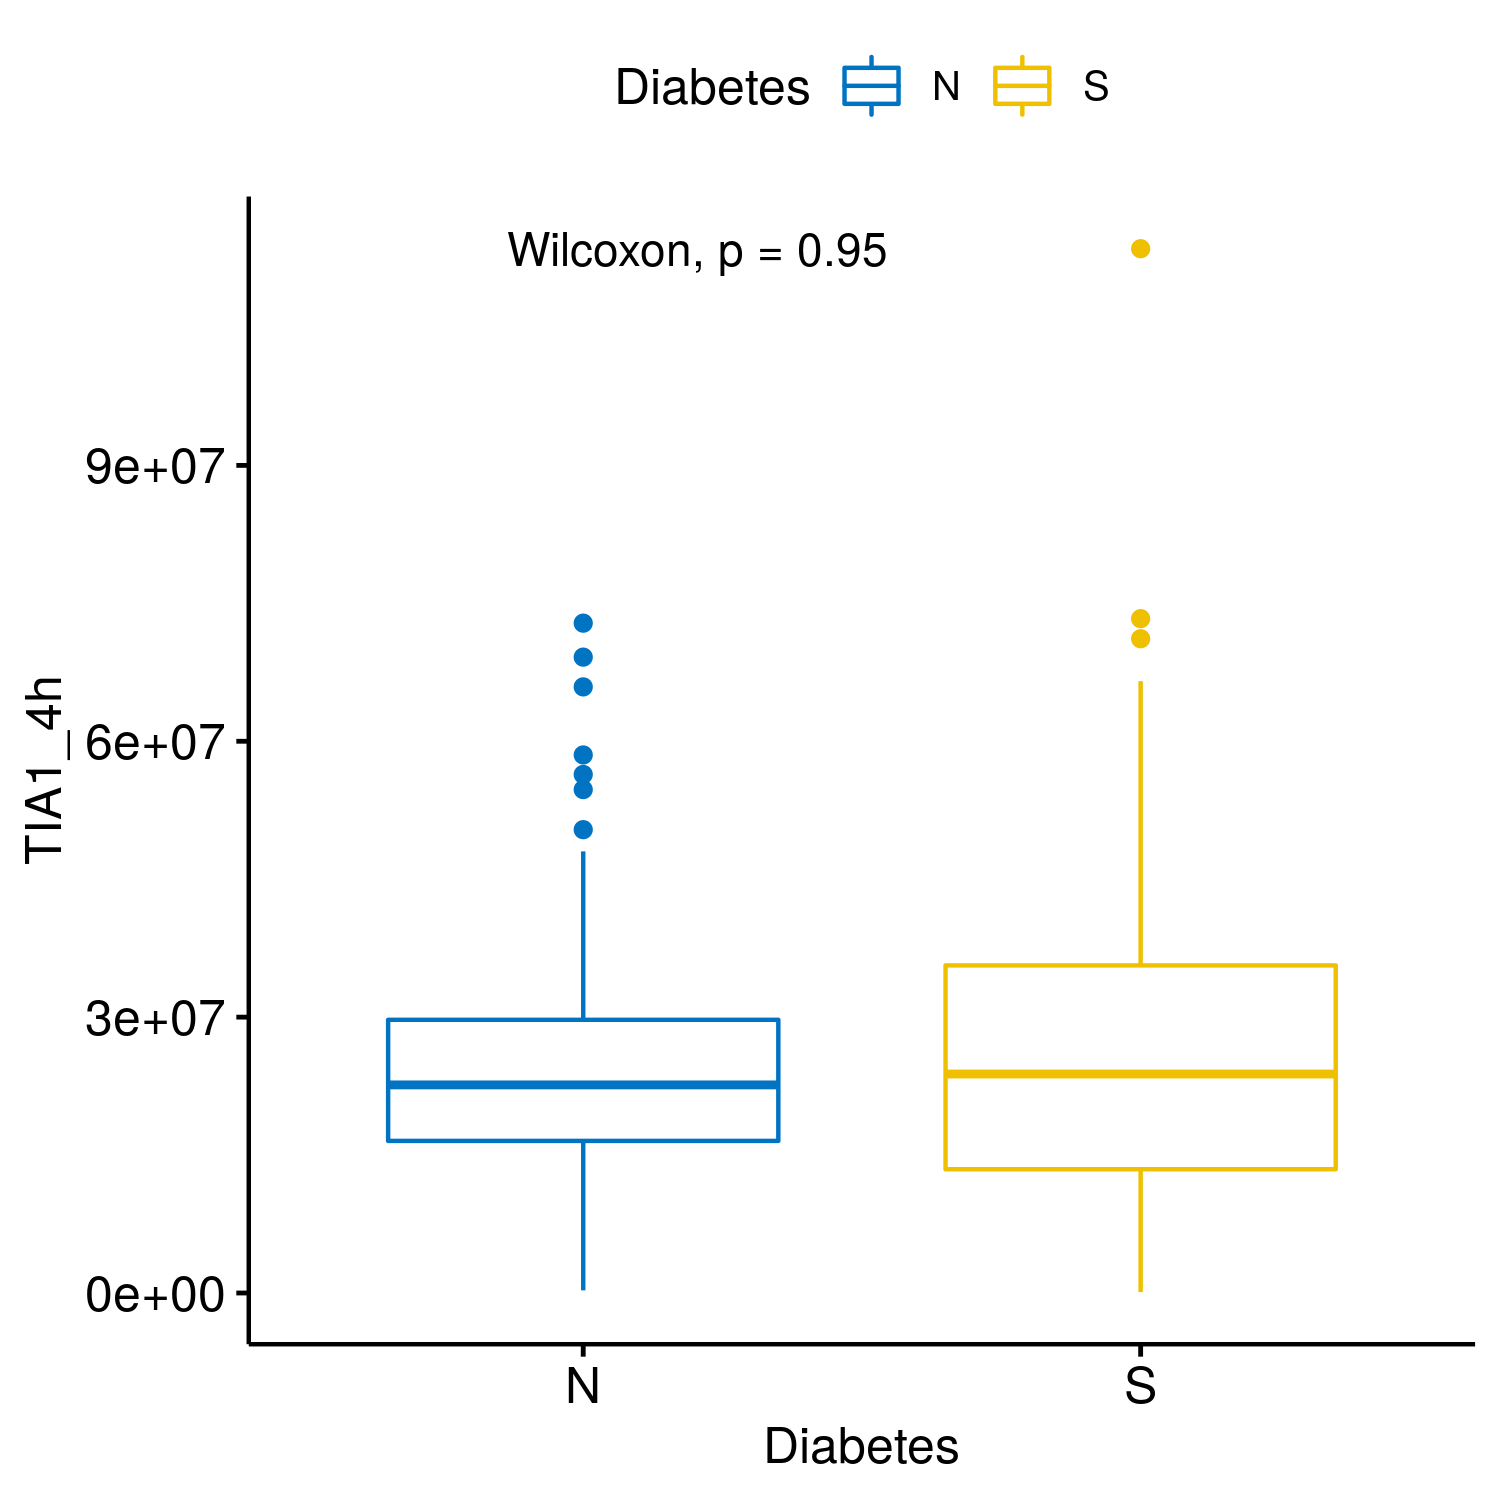 Diabetes N S
Wilcoxon, p = 0.95
9e+07
6e+07
3e+07
0e+00
TIA1_4h
N S
Diabetes